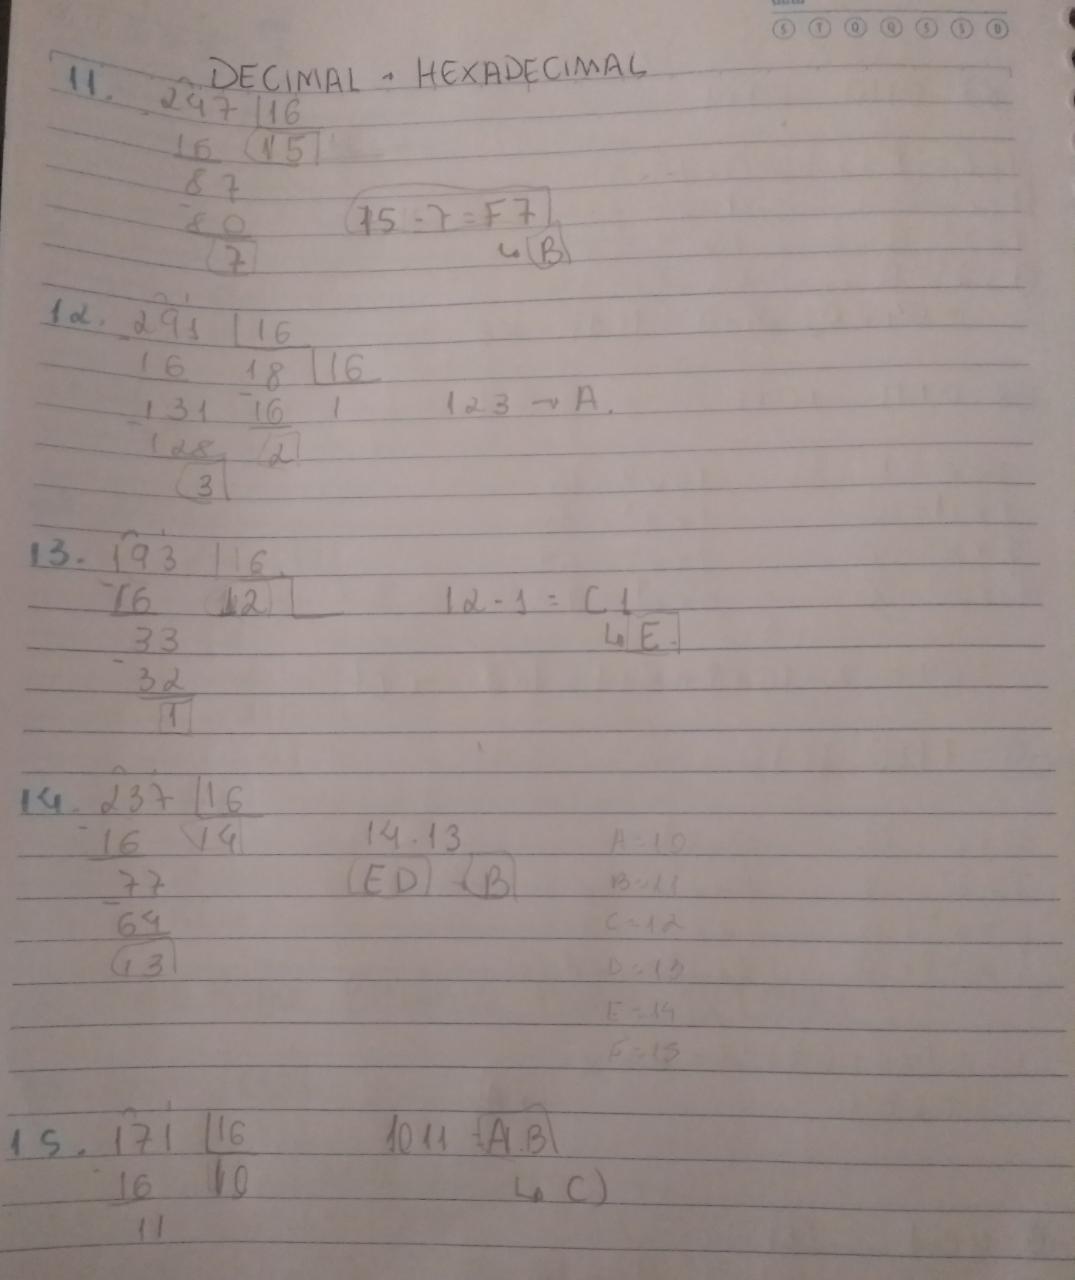 S T Q Q S S D
DECIMAL → HEXADECIMAL
11. 247 |16
16 15
87
-80 15-7=F7
7 ↳ B
12. 291 |16
-16 18 |16
-131 -16 1 123 → A.
128 2
3
13. 193 |16
-16 12
33 12-1 = C1
↳ E.
-32
1
14. 237 |16
-16 14 14.13 A=10
77 ED B B=11
-64 C=12
13 D=13
E=14
F=15
15. 171 |16 1011 = A.B
-16 10 ↳ C)
11